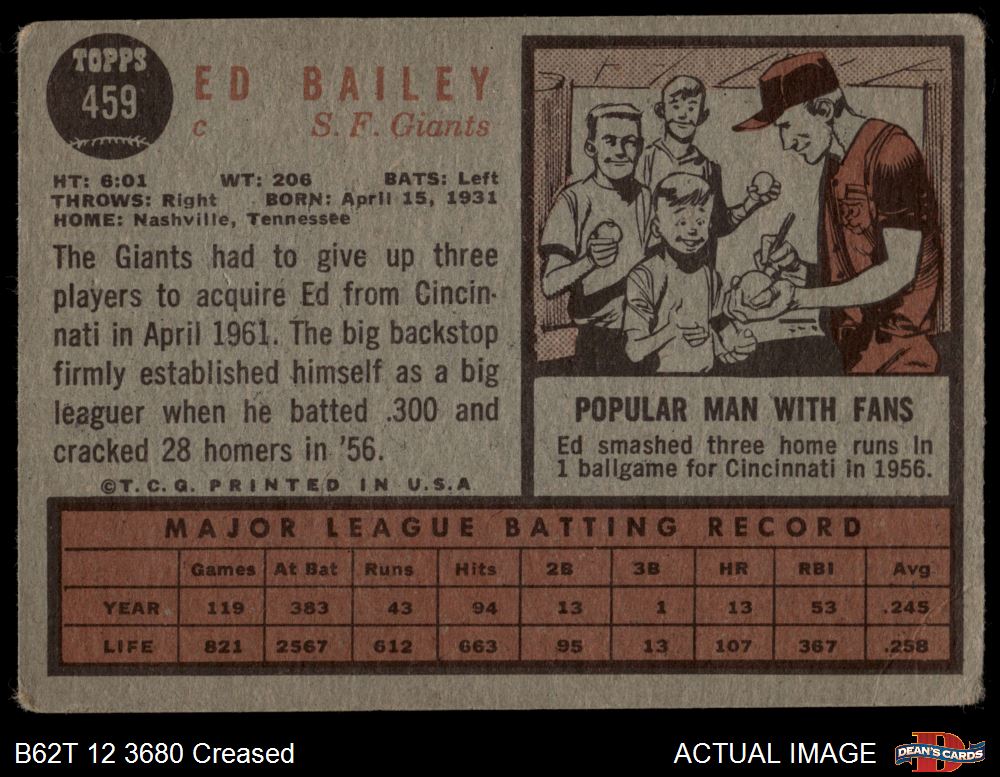 TOPPS
459
ED BAILEY
c S. F. Giants
HT: 6:01 WT: 206 BATS: Left
THROWS: Right BORN: April 15, 1931
HOME: Nashville, Tennessee
The Giants had to give up three
players to acquire Ed from Cincin-
nati in April 1961. The big backstop
firmly established himself as a big
leaguer when he batted .300 and
cracked 28 homers in '56.
©T.C.G. PRINTED IN U.S.A
POPULAR MAN WITH FANS
Ed smashed three home runs in
1 ballgame for Cincinnati in 1956.
MAJOR LEAGUE BATTING RECORD
Games At Bat Runs Hits 2B 3B HR RBI Avg
YEAR 119 383 43 94 13 1 13 53 .245
LIFE 821 2567 612 663 95 13 107 367 .258
B62T 12 3680 Creased ACTUAL IMAGE
DEAN'S CARDS